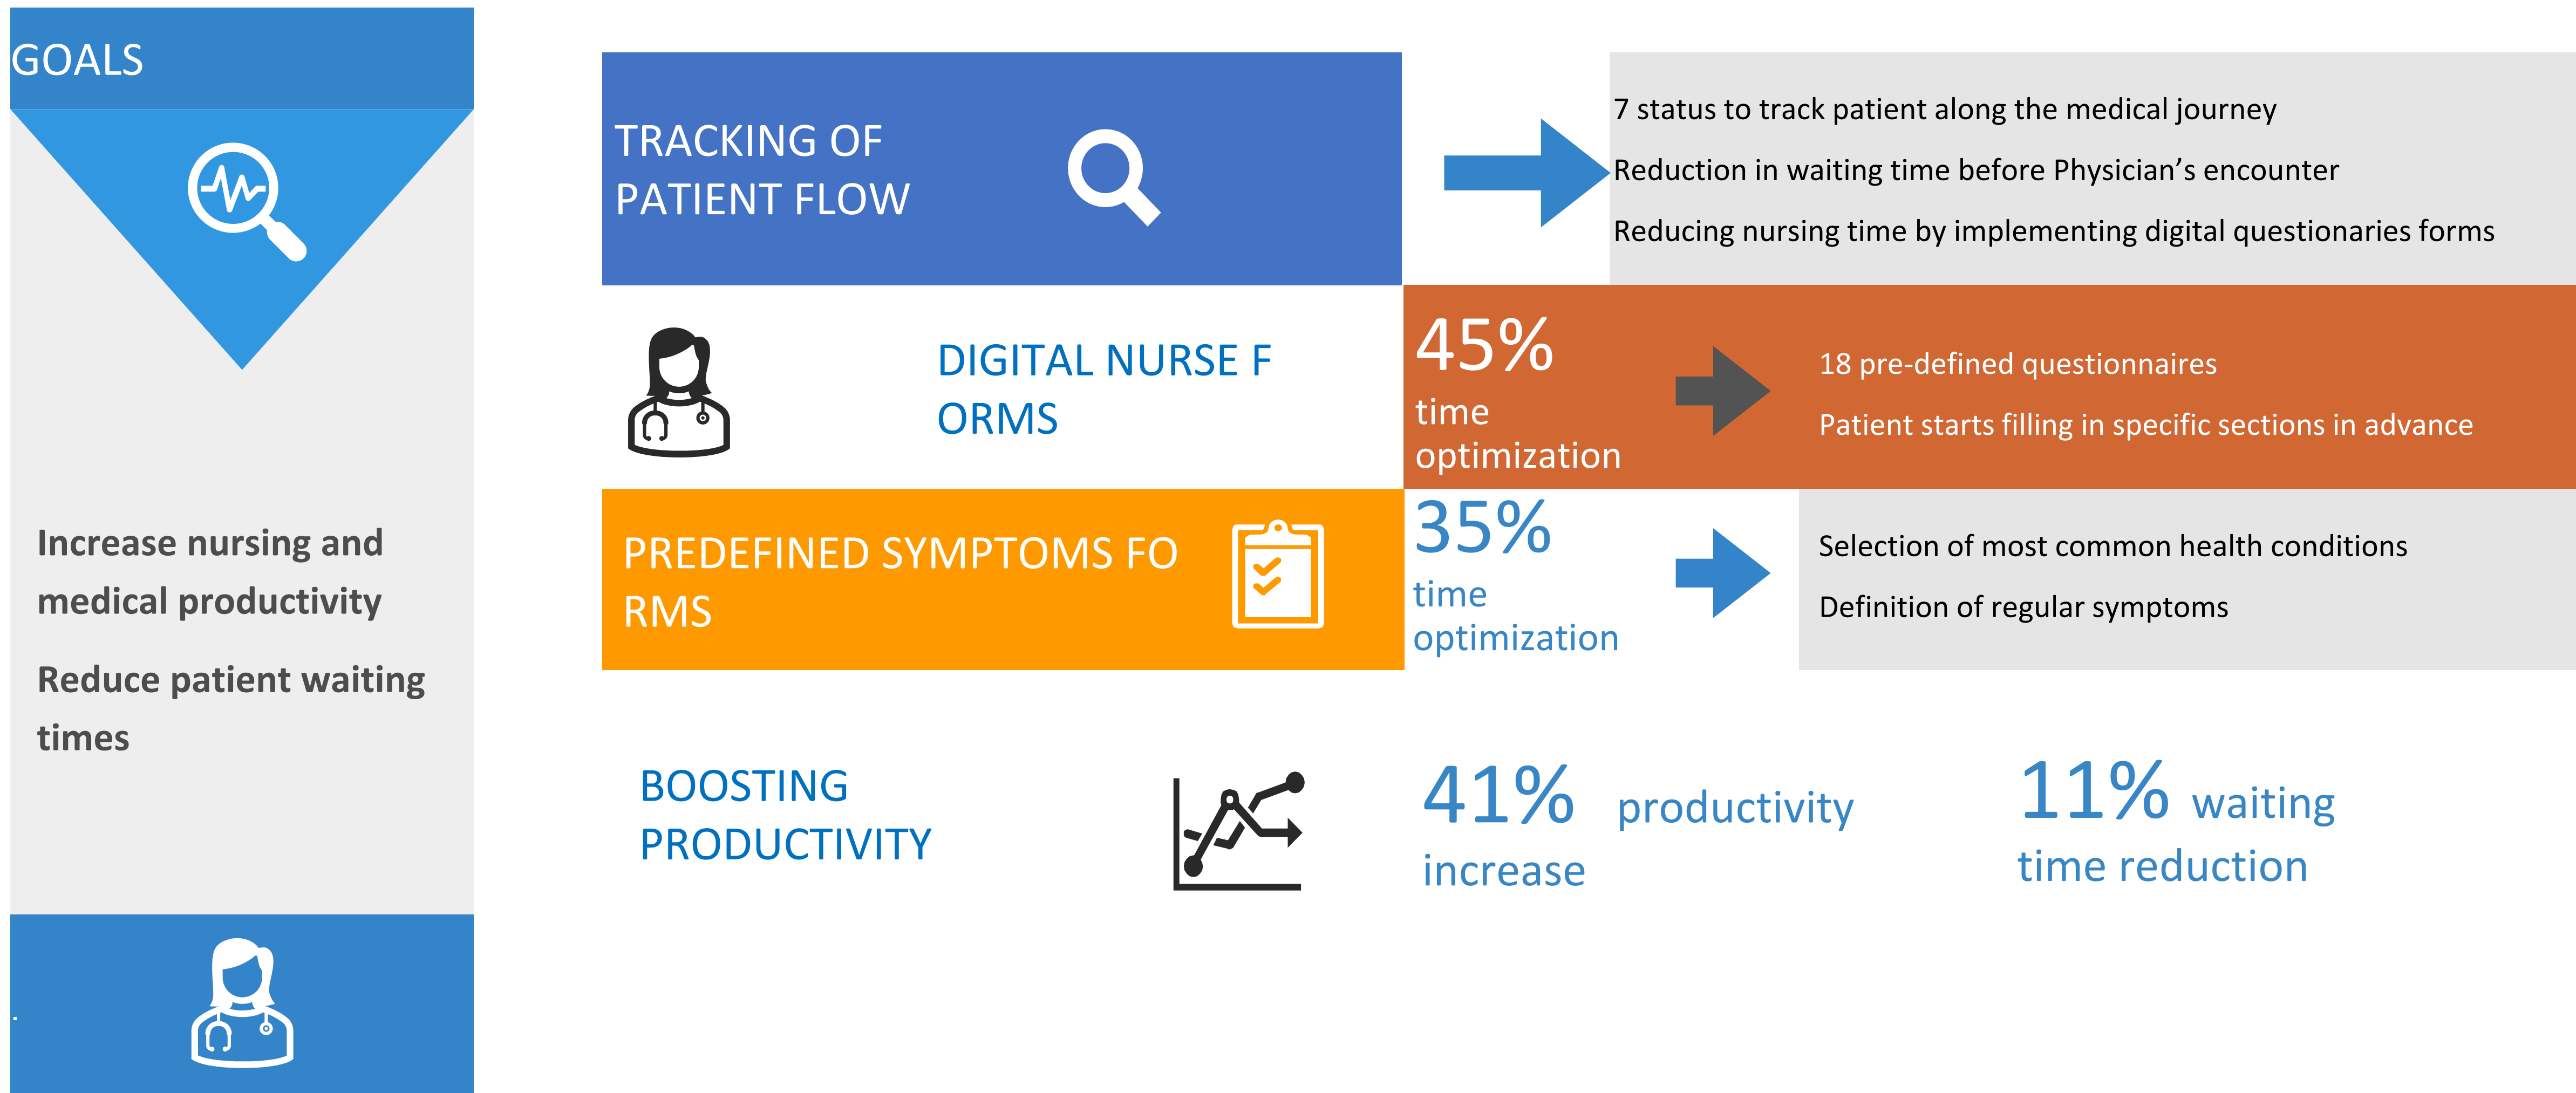 GOALS
Increase nursing and
medical productivity
Reduce patient waiting
times
.
TRACKING OF
PATIENT FLOW
7 status to track patient along the medical journey
Reduction in waiting time before Physician’s encounter
Reducing nursing time by implementing digital questionaries forms
DIGITAL NURSE F
ORMS
45%
time
optimization
18 pre-defined questionnaires
Patient starts filling in specific sections in advance
PREDEFINED SYMPTOMS FO
RMS
35%
time
optimization
Selection of most common health conditions
Definition of regular symptoms
BOOSTING
PRODUCTIVITY
41% productivity
increase
11% waiting
time reduction